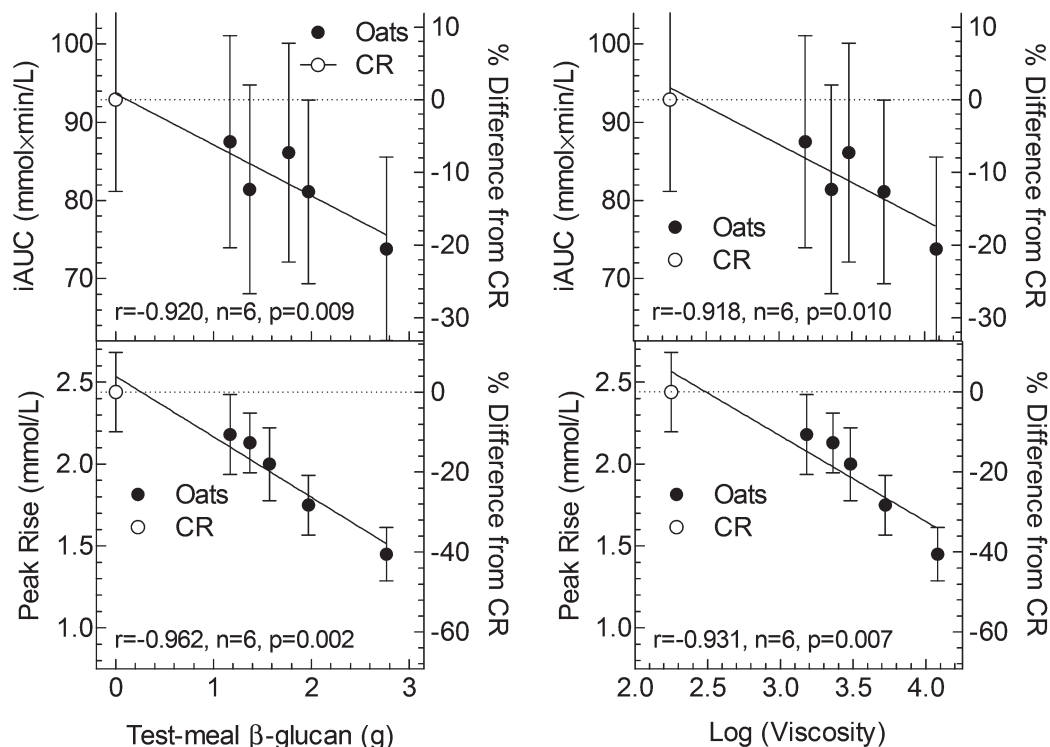 Oats
CR
iAUC (mmol×min/L)
100
90
80
70
10
0
-10
-20
-30
% Difference from CR
r=-0.920, n=6, p=0.009
iAUC (mmol×min/L)
100
90
80
70
Oats
CR
10
0
-10
-20
-30
% Difference from CR
r=-0.918, n=6, p=0.010
Peak Rise (mmol/L)
2.5
2.0
1.5
1.0
Oats
CR
0
-20
-40
-60
% Difference from CR
r=-0.962, n=6, p=0.002
0
1
2
3
Test-meal β-glucan (g)
Peak Rise (mmol/L)
2.5
2.0
1.5
1.0
Oats
CR
0
-20
-40
-60
% Difference from CR
r=-0.931, n=6, p=0.007
2.0
2.5
3.0
3.5
4.0
Log (Viscosity)